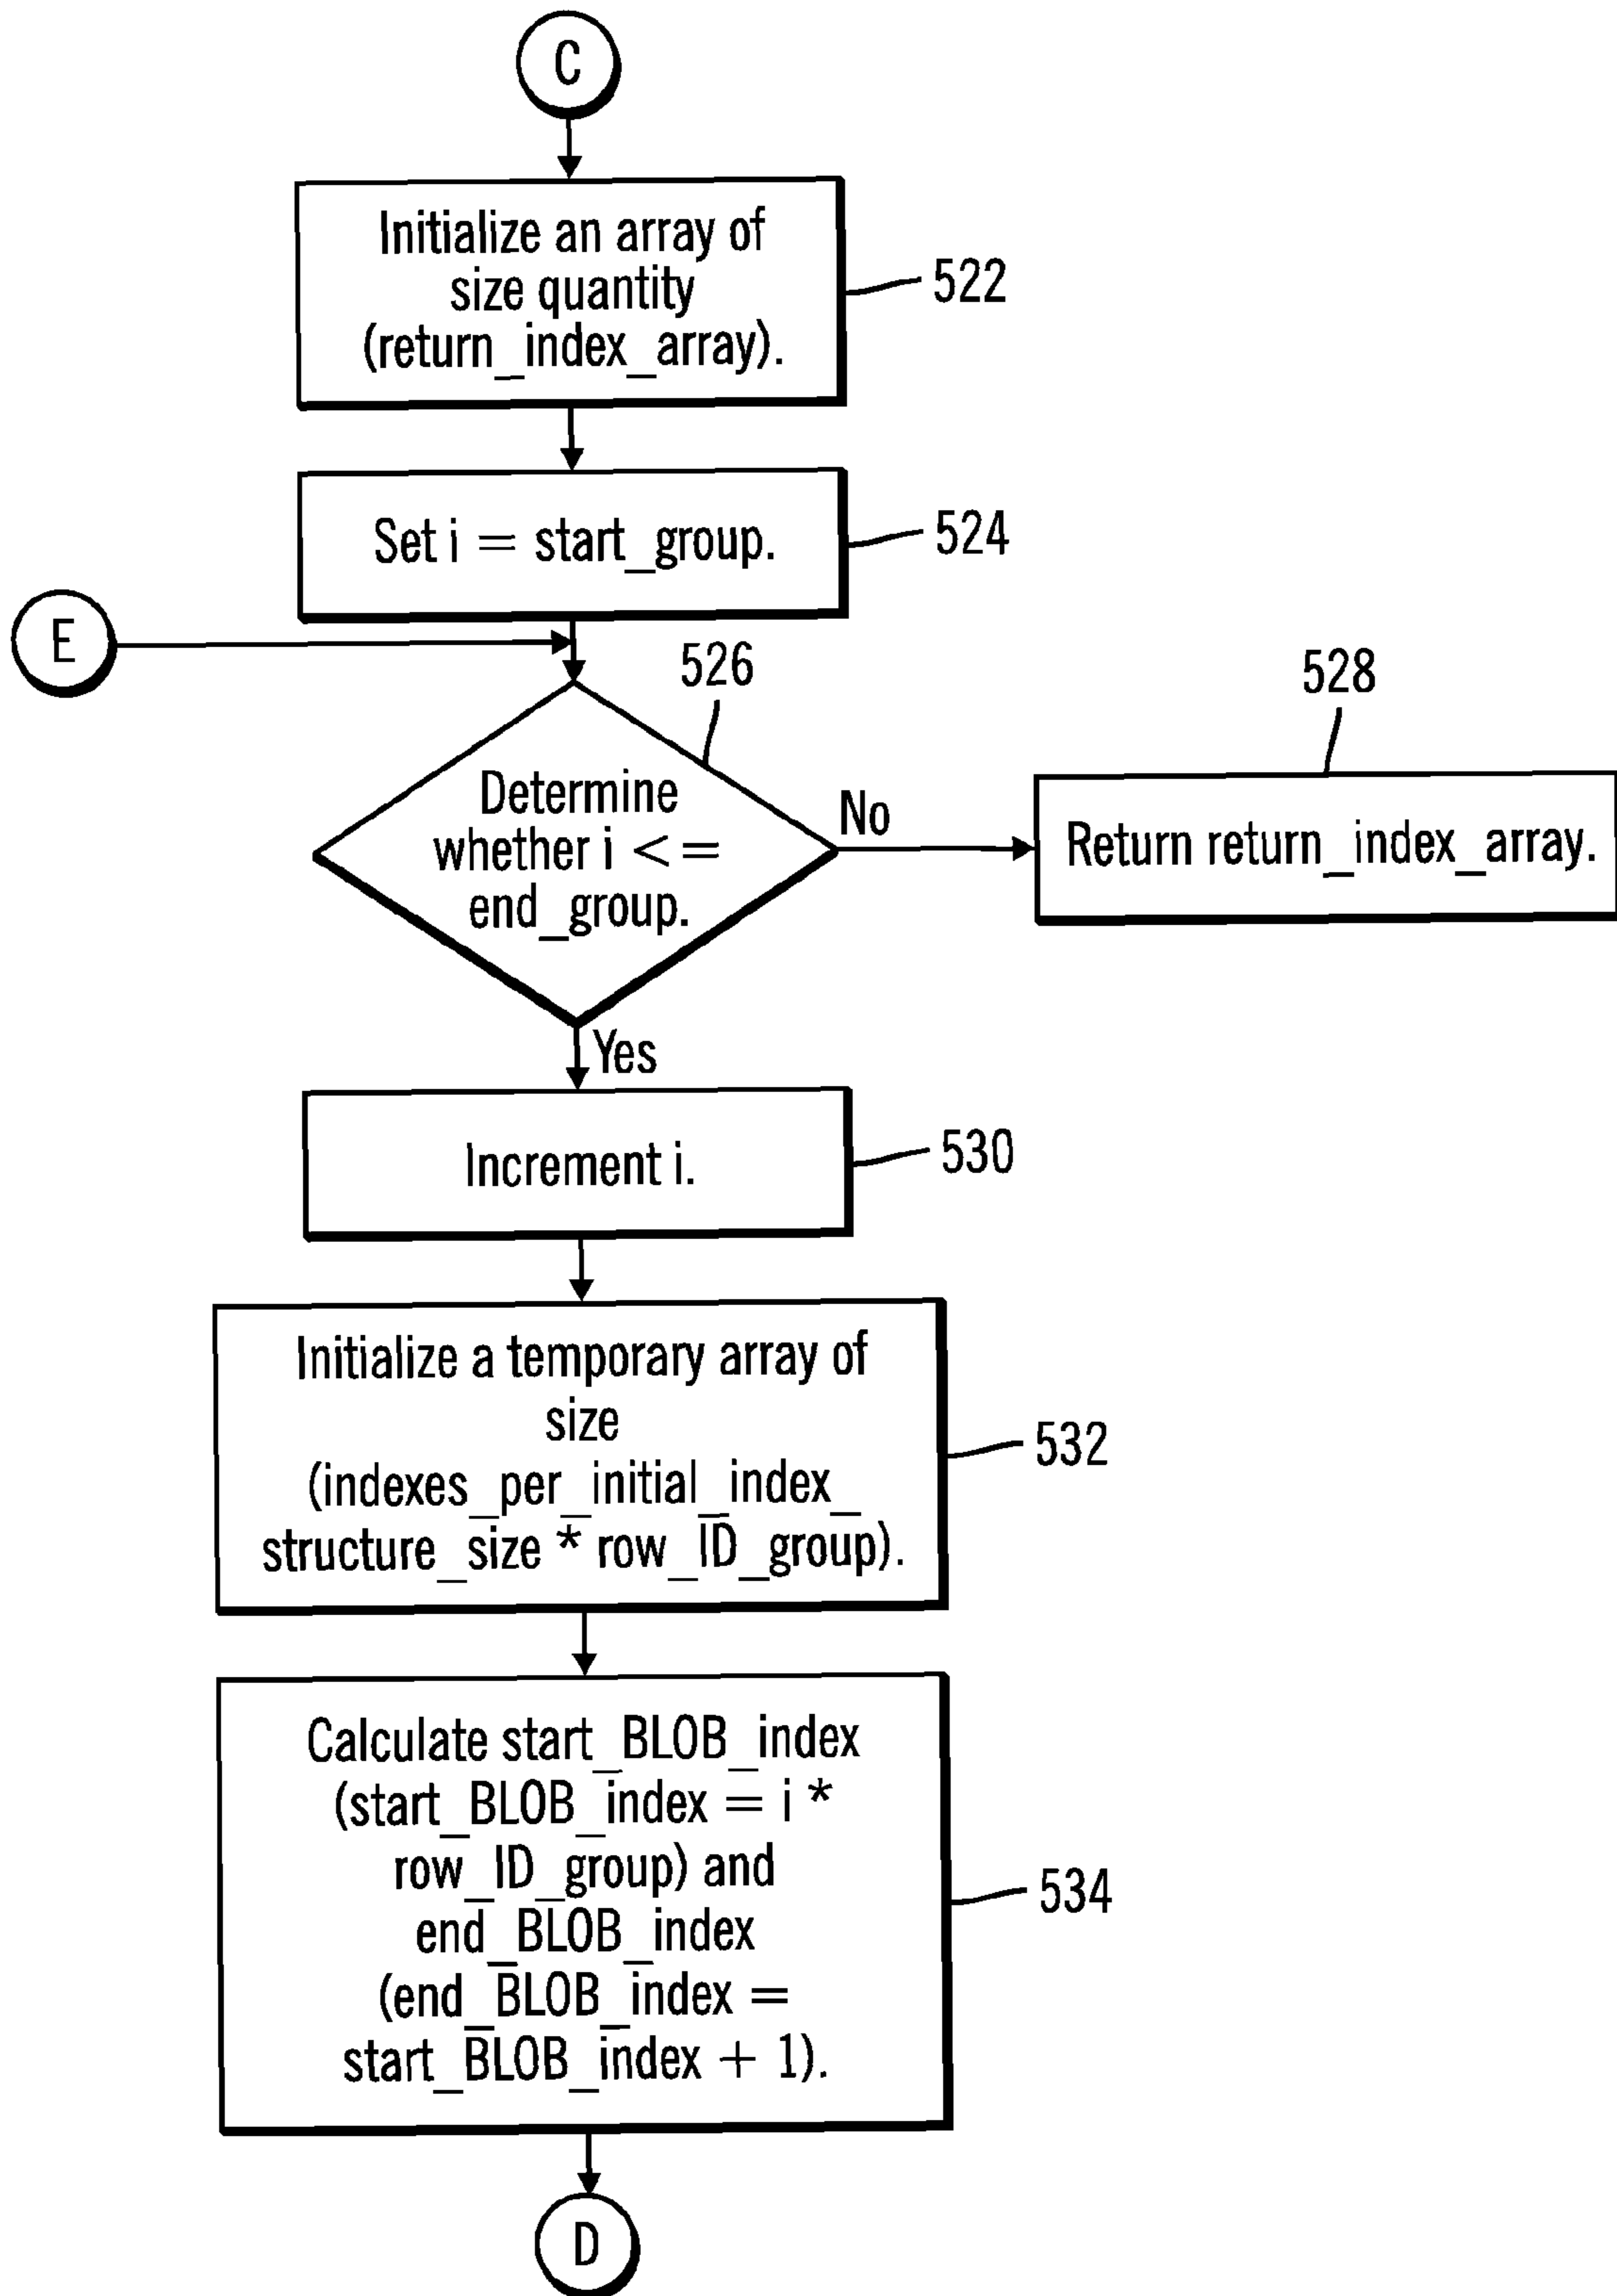 C
Initialize an array of
size quantity
(return_index_array).
522
Set i = start_group.
524
E
526
528
Determine
whether i < =
end_group.
No
Return return_index_array.
Yes
Increment i.
530
Initialize a temporary array of
size
(indexes_per_initial_index_
structure_size * row_ID_group).
532
Calculate start_BLOB_index
(start_BLOB_index = i *
row_ID_group) and
end_BLOB_index
(end_BLOB_index =
start_BLOB_index + 1).
534
D